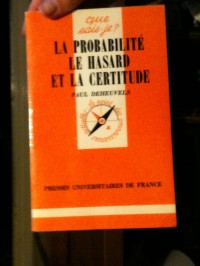 que
sais-je?
LA PROBABILITÉ
LE HASARD
ET LA CERTITUDE
PAUL DEHEUVELS
PRESSES UNIVERSITAIRES DE FRANCE